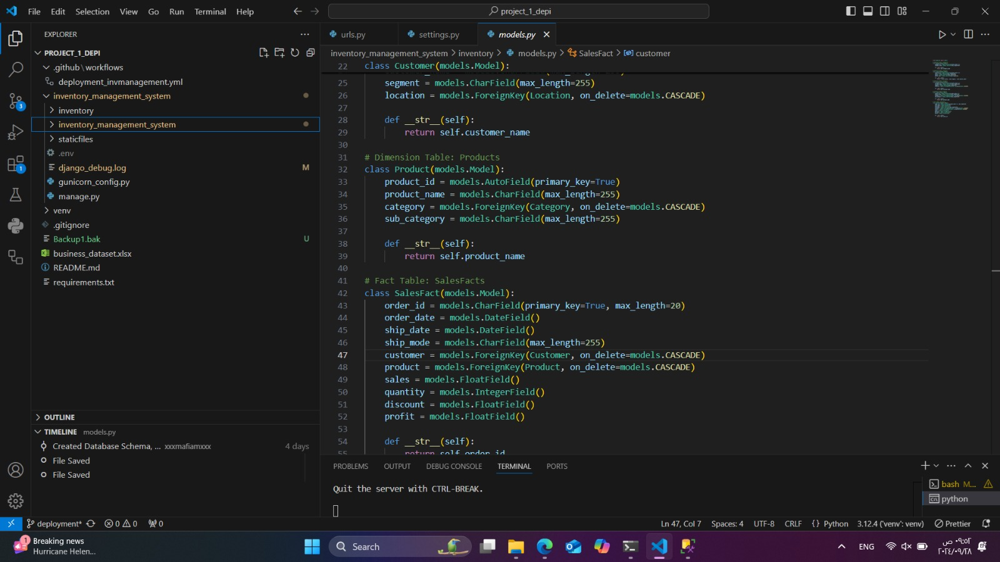 File Edit Selection View Go Run Terminal Help
project_1_depi
EXPLORER
PROJECT_1_DEPI
.github\workflows
deployment_invmanagement.yml
inventory_management_system
inventory
inventory_management_system
staticfiles
.env
django_debug.log M
gunicorn_config.py
manage.py
venv
.gitignore
Backup1.bak U
business_dataset.xlsx
README.md
requirements.txt
OUTLINE
TIMELINE models.py
Created Database Schema, ... xxxmafiamxxx 4 days
File Saved
File Saved
3
1
urls.py settings.py models.py
inventory_management_system > inventory > models.py > SalesFact > customer
22 class Customer(models.Model):
25 segment = models.CharField(max_length=255)
26 location = models.ForeignKey(Location, on_delete=models.CASCADE)
27
28 def __str__(self):
29 return self.customer_name
30
31 # Dimension Table: Products
32 class Product(models.Model):
33 product_id = models.AutoField(primary_key=True)
34 product_name = models.CharField(max_length=255)
35 category = models.ForeignKey(Category, on_delete=models.CASCADE)
36 sub_category = models.CharField(max_length=255)
37
38 def __str__(self):
39 return self.product_name
40
41 # Fact Table: SalesFacts
42 class SalesFact(models.Model):
43 order_id = models.CharField(primary_key=True, max_length=20)
44 order_date = models.DateField()
45 ship_date = models.DateField()
46 ship_mode = models.CharField(max_length=255)
47 customer = models.ForeignKey(Customer, on_delete=models.CASCADE)
48 product = models.ForeignKey(Product, on_delete=models.CASCADE)
49 sales = models.FloatField()
50 quantity = models.IntegerField()
51 discount = models.FloatField()
52 profit = models.FloatField()
53
54 def __str__(self):
55 return self.order_id
PROBLEMS OUTPUT DEBUG CONSOLE TERMINAL PORTS
Quit the server with CTRL-BREAK.
bash M...
python
deployment* 0 0 0
Ln 47, Col 7 Spaces: 4 UTF-8 CRLF {} Python 3.12.4 ('venv': venv) Prettier
1
Breaking news
Hurricane Helen...
Search
ENG
٠٩:٥٢ ص
٢٠٢٤/٠٩/٢٨